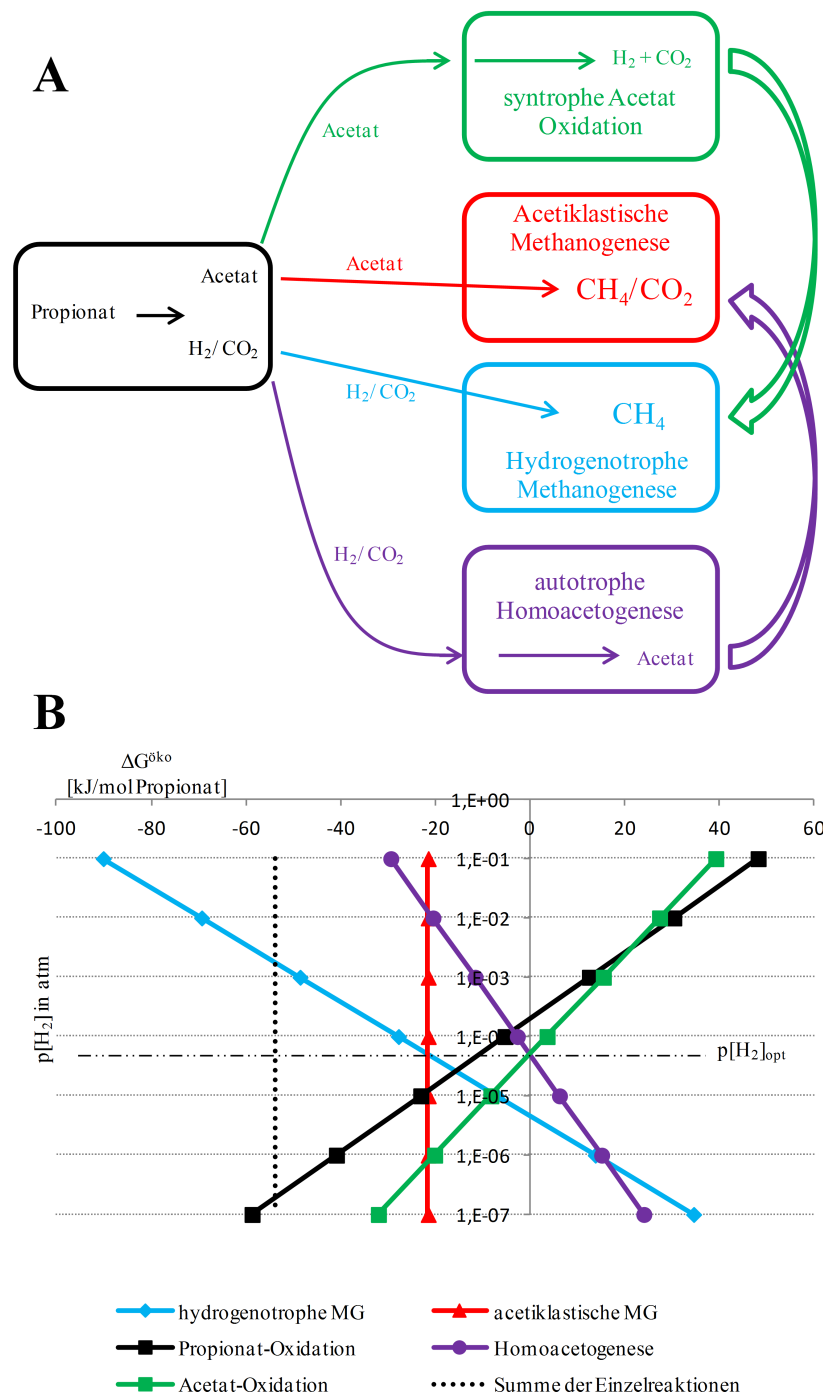 A
H₂ + CO₂
syntrophe Acetat
Oxidation
Acetat
Acetiklastische
Methanogenese
CH₄/CO₂
Acetat
Acetat
Propionat
H₂/ CO₂
H₂/ CO₂
CH₄
Hydrogenotrophe
Methanogenese
H₂/ CO₂
autotrophe
Homoacetogenese
Acetat
B
ΔGöko
[kJ/mol Propionat]
-100 -80 -60 -40 -20 0 20 40 60
1,E+00
1,E-01
1,E-02
1,E-03
1,E-04
p[H₂]opt
1,E-05
1,E-06
1,E-07
p[H₂] in atm
hydrogenotrophe MG
acetiklastische MG
Propionat-Oxidation
Homoacetogenese
Acetat-Oxidation
Summe der Einzelreaktionen